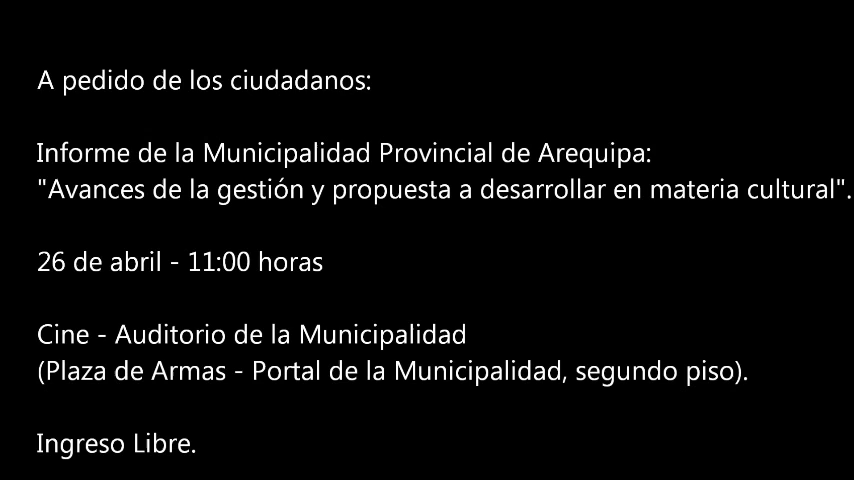 A pedido de los ciudadanos:
Informe de la Municipalidad Provincial de Arequipa:
"Avances de la gestión y propuesta a desarrollar en materia cultural".
26 de abril - 11:00 horas
Cine - Auditorio de la Municipalidad
(Plaza de Armas - Portal de la Municipalidad, segundo piso).
Ingreso Libre.